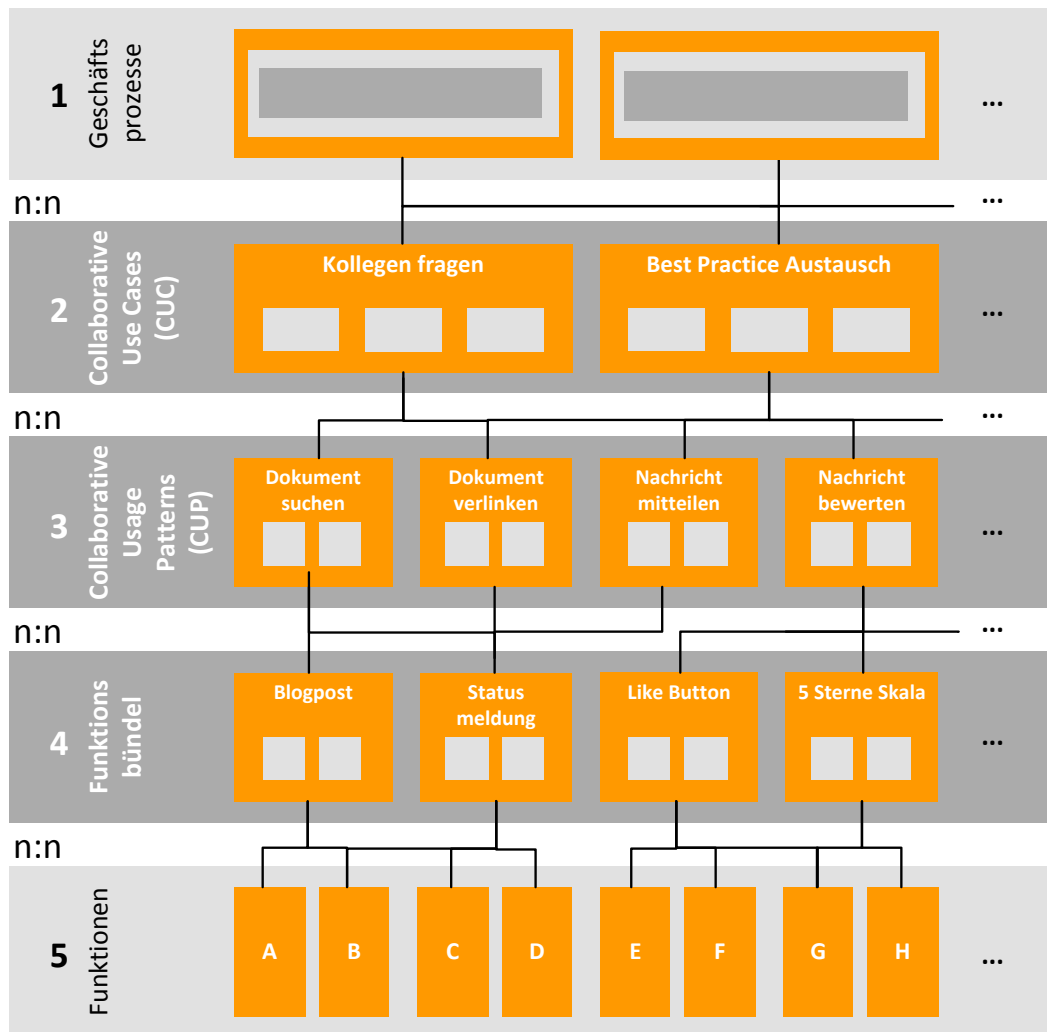 1
Geschäfts
prozesse
...
n:n
...
2
Collaborative
Use Cases
(CUC)
Kollegen fragen
Best Practice Austausch
...
n:n
...
3
Collaborative
Usage
Patterns
(CUP)
Dokument
suchen
Dokument
verlinken
Nachricht
mitteilen
Nachricht
bewerten
...
n:n
...
4
Funktions
bündel
Blogpost
Status
meldung
Like Button
5 Sterne Skala
...
n:n
5
Funktionen
A
B
C
D
E
F
G
H
...